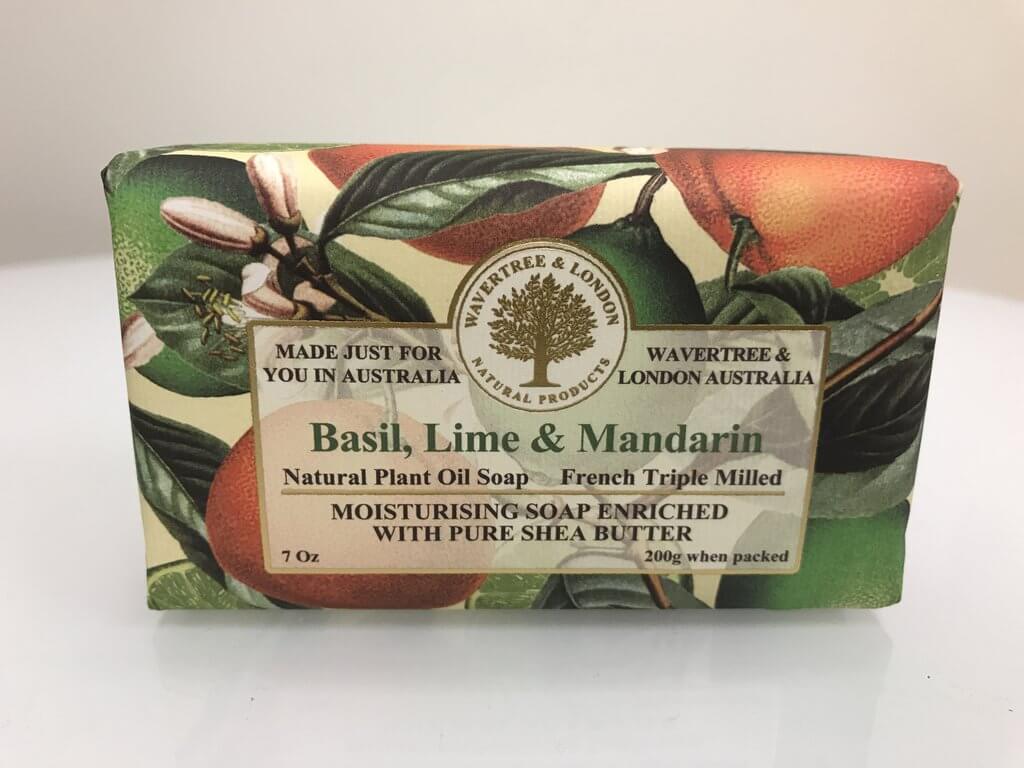 WAVERTREE & LONDON
NATURAL PRODUCTS
MADE JUST FOR
YOU IN AUSTRALIA
WAVERTREE &
LONDON AUSTRALIA
Basil, Lime & Mandarin
Natural Plant Oil Soap French Triple Milled
MOISTURISING SOAP ENRICHED
WITH PURE SHEA BUTTER
7 Oz 200g when packed